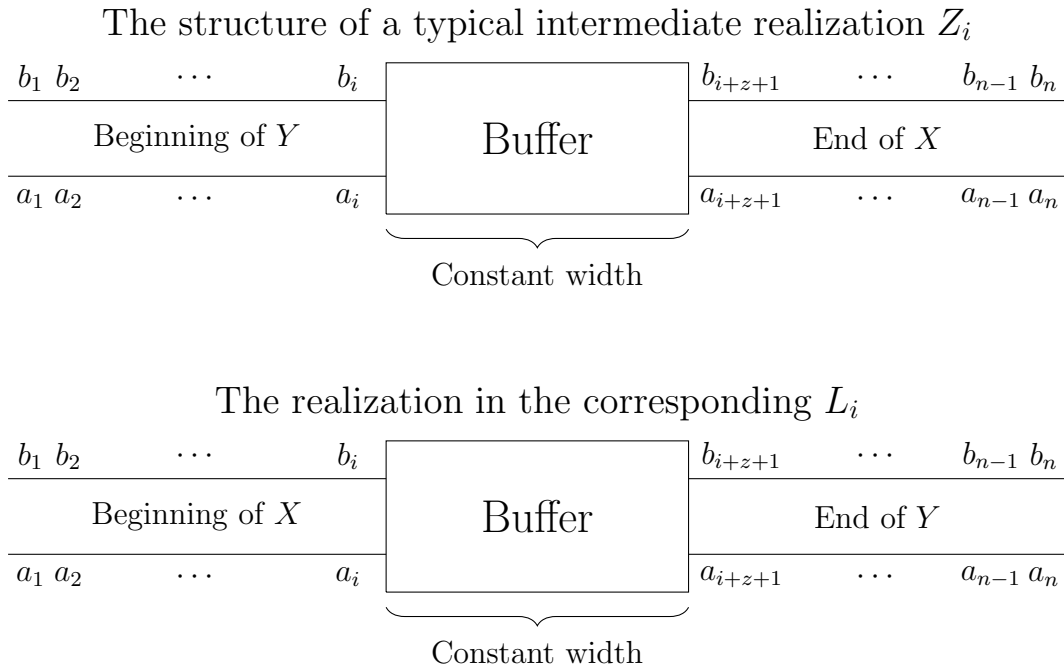 The structure of a typical intermediate realization Z_i
b_1 b_2 ⋯ b_i b_{i+z+1} ⋯ b_{n−1} b_n
Beginning of Y Buffer End of X
a_1 a_2 ⋯ a_i a_{i+z+1} ⋯ a_{n−1} a_n
Constant width
The realization in the corresponding L_i
b_1 b_2 ⋯ b_i b_{i+z+1} ⋯ b_{n−1} b_n
Beginning of X Buffer End of Y
a_1 a_2 ⋯ a_i a_{i+z+1} ⋯ a_{n−1} a_n
Constant width